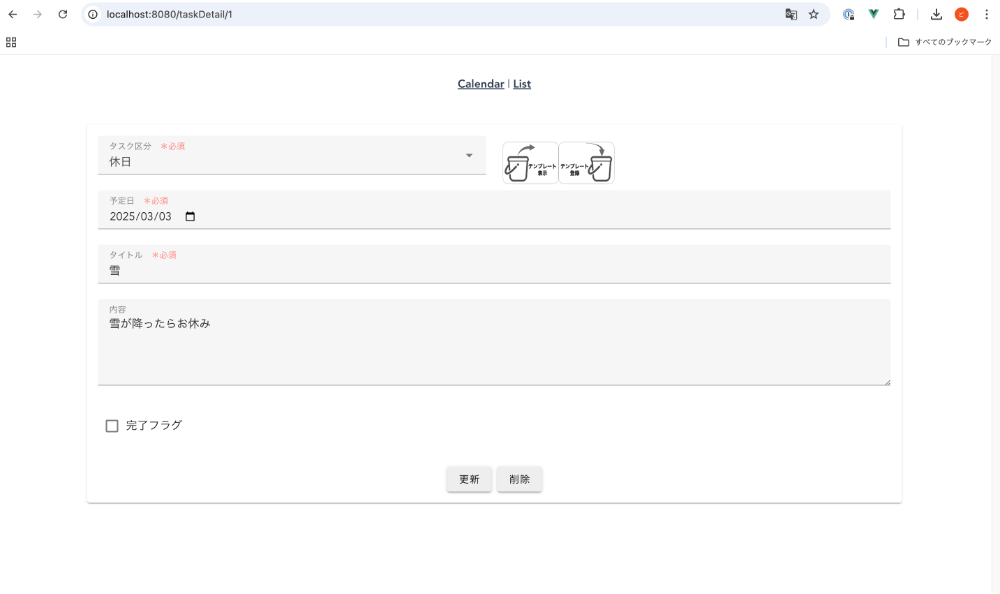 localhost:8080/taskDetail/1
すべてのブックマーク
Calendar | List
タスク区分 ＊必須
休日
テンプレート
表示
テンプレート
登録
予定日 ＊必須
2025/03/03
タイトル ＊必須
雪
内容
雪が降ったらお休み
完了フラグ
更新 削除